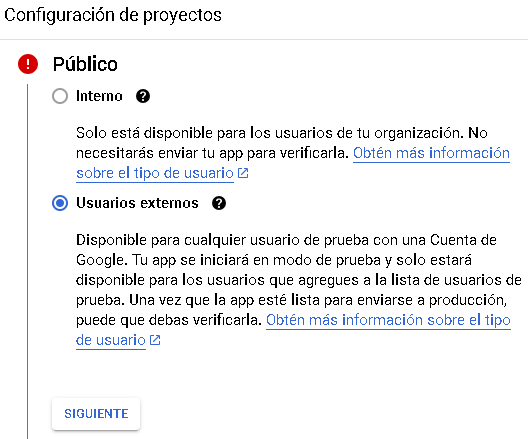 Configuración de proyectos
Público
Interno
Solo está disponible para los usuarios de tu organización. No
necesitarás enviar tu app para verificarla. Obtén más información
sobre el tipo de usuario
Usuarios externos
Disponible para cualquier usuario de prueba con una Cuenta de
Google. Tu app se iniciará en modo de prueba y solo estará
disponible para los usuarios que agregues a la lista de usuarios de
prueba. Una vez que la app esté lista para enviarse a producción,
puede que debas verificarla. Obtén más información sobre el tipo
de usuario
SIGUIENTE